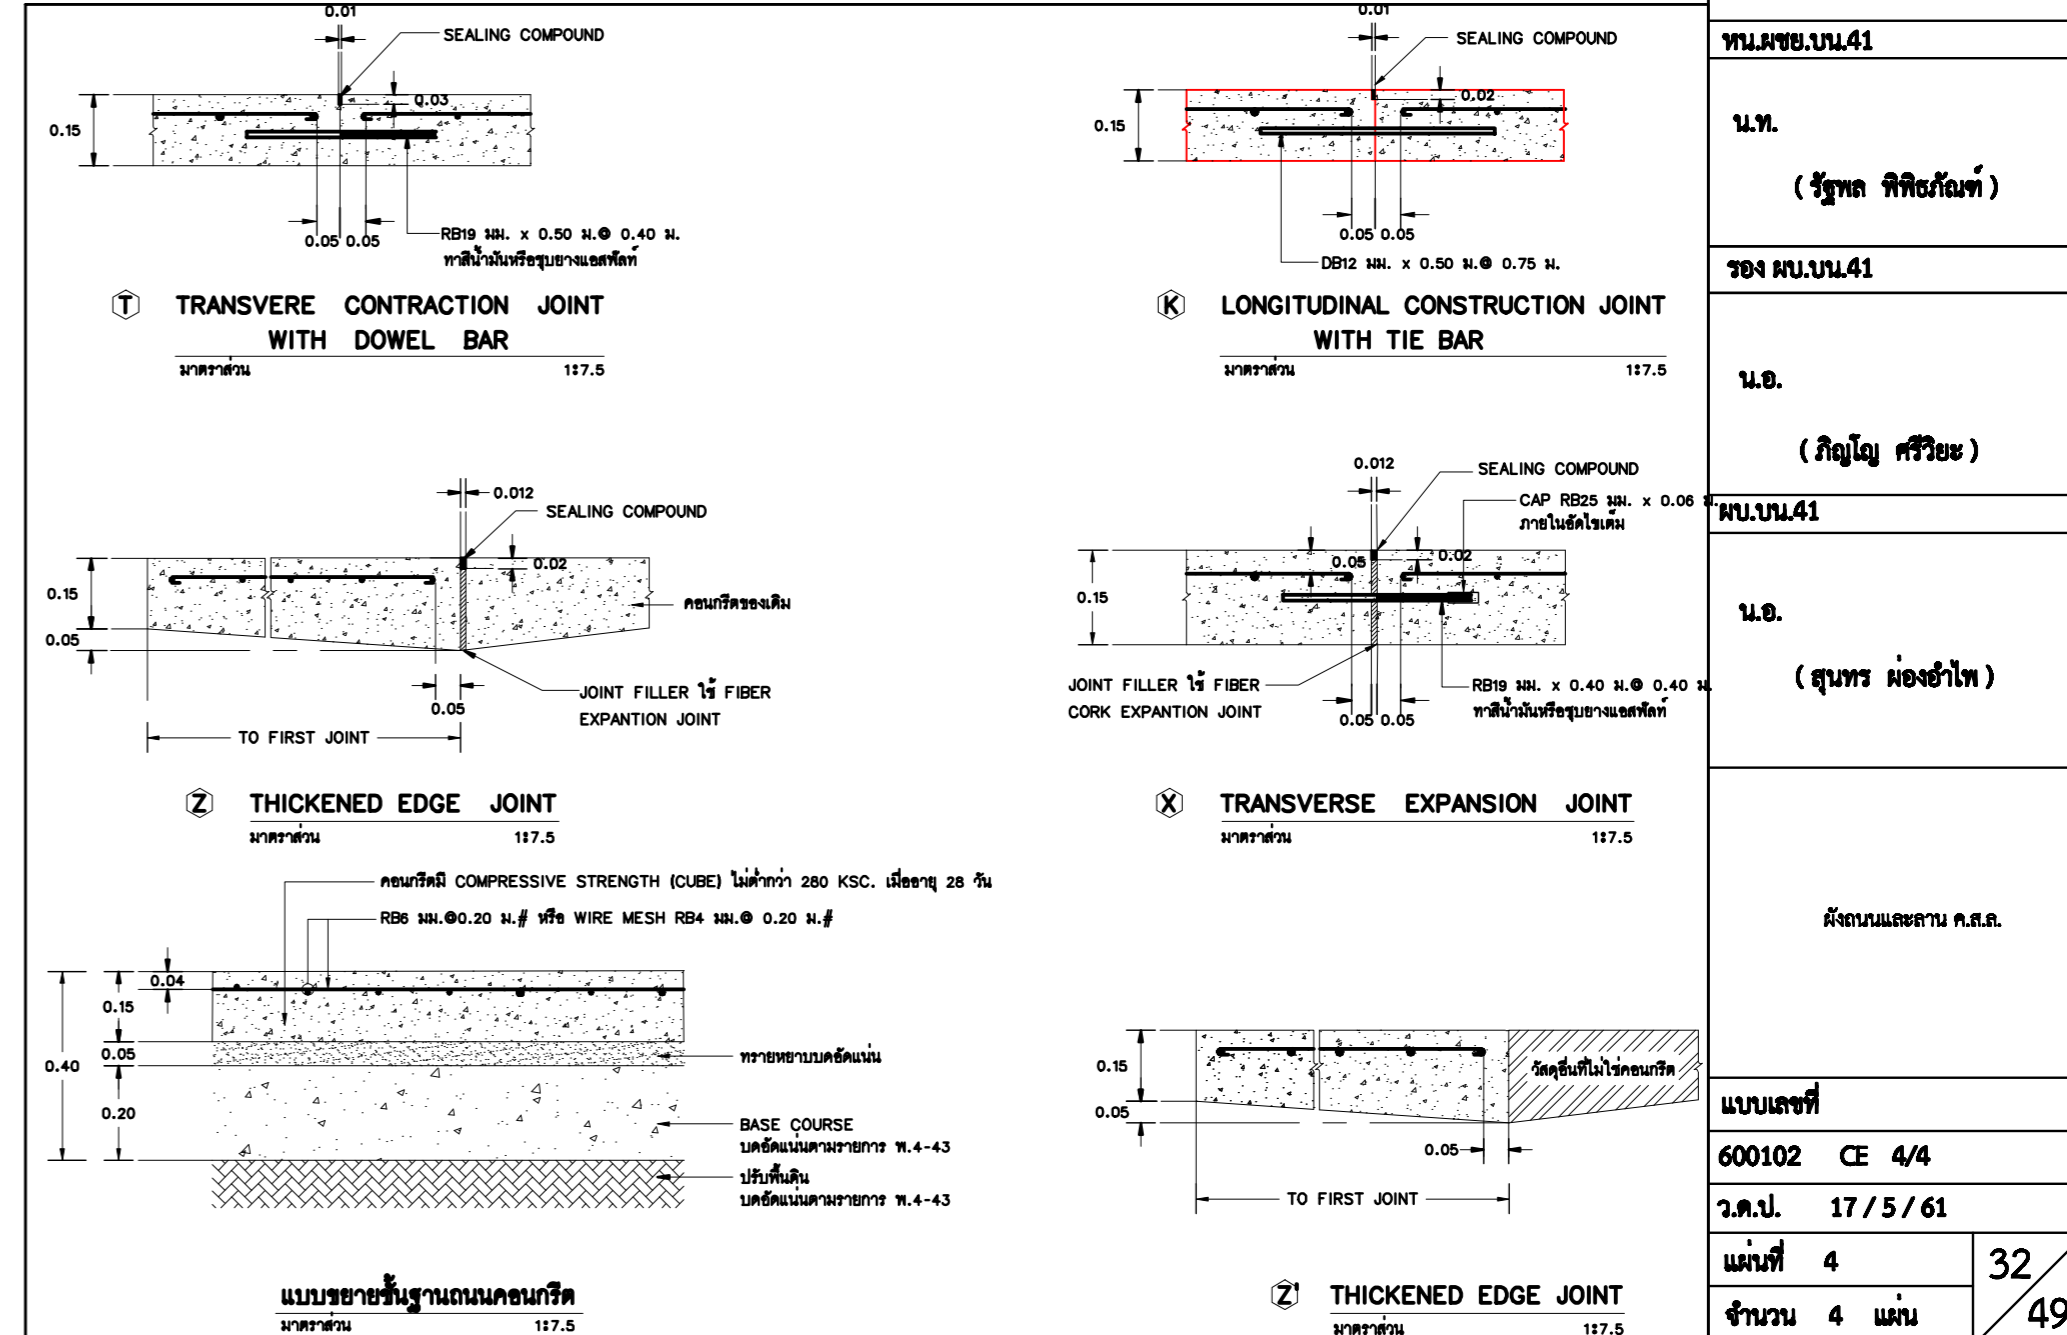 0.01
SEALING COMPOUND
0.03
0.15
0.05 0.05
RB19 มม. x 0.50 ม.@ 0.40 ม.
ทาสีน้ำมันหรือชุบยางแอสฟัลท์
T TRANSVERE CONTRACTION JOINT
WITH DOWEL BAR
มาตราส่วน 1:7.5
0.01
SEALING COMPOUND
0.02
0.15
0.05 0.05
DB12 มม. x 0.50 ม.@ 0.75 ม.
K LONGITUDINAL CONSTRUCTION JOINT
WITH TIE BAR
มาตราส่วน 1:7.5
0.012
SEALING COMPOUND
0.02
0.15
คอนกรีตของเดิม
0.05
0.05
JOINT FILLER ใช้ FIBER
EXPANTION JOINT
TO FIRST JOINT
Z THICKENED EDGE JOINT
มาตราส่วน 1:7.5
0.012
SEALING COMPOUND
CAP RB25 มม. x 0.06 ม.
ภายในอัดไขเต็ม
0.05
0.02
0.15
JOINT FILLER ใช้ FIBER
CORK EXPANTION JOINT
RB19 มม. x 0.40 ม.@ 0.40 ม.
ทาสีน้ำมันหรือชุบยางแอสฟัลท์
0.05 0.05
X TRANSVERSE EXPANSION JOINT
มาตราส่วน 1:7.5
คอนกรีตมี COMPRESSIVE STRENGTH (CUBE) ไม่ต่ำกว่า 280 KSC. เมื่ออายุ 28 วัน
RB6 มม.@0.20 ม.# หรือ WIRE MESH RB4 มม.@ 0.20 ม.#
0.04
0.15
0.05
0.40
0.20
ทรายหยาบบดอัดแน่น
BASE COURSE
บดอัดแน่นตามรายการ พ.4-43
ปรับพื้นดิน
บดอัดแน่นตามรายการ พ.4-43
แบบขยายชั้นฐานถนนคอนกรีต
มาตราส่วน 1:7.5
0.15
วัสดุอื่นที่ไม่ใช่คอนกรีต
0.05
0.05
TO FIRST JOINT
Z' THICKENED EDGE JOINT
มาตราส่วน 1:7.5
หน.ผชย.บน.41
น.ท.
( รัฐพล พิพิธภัณฑ์ )
รอง ผบ.บน.41
น.อ.
( ภิญโญ ศรีวิยะ )
ผบ.บน.41
น.อ.
( สุนทร ผ่องอำไพ )
ผังถนนและลาน ค.ส.ล.
แบบเลขที่
600102 CE 4/4
ว.ด.ป. 17 / 5 / 61
แผ่นที่ 4
จำนวน 4 แผ่น
32
49